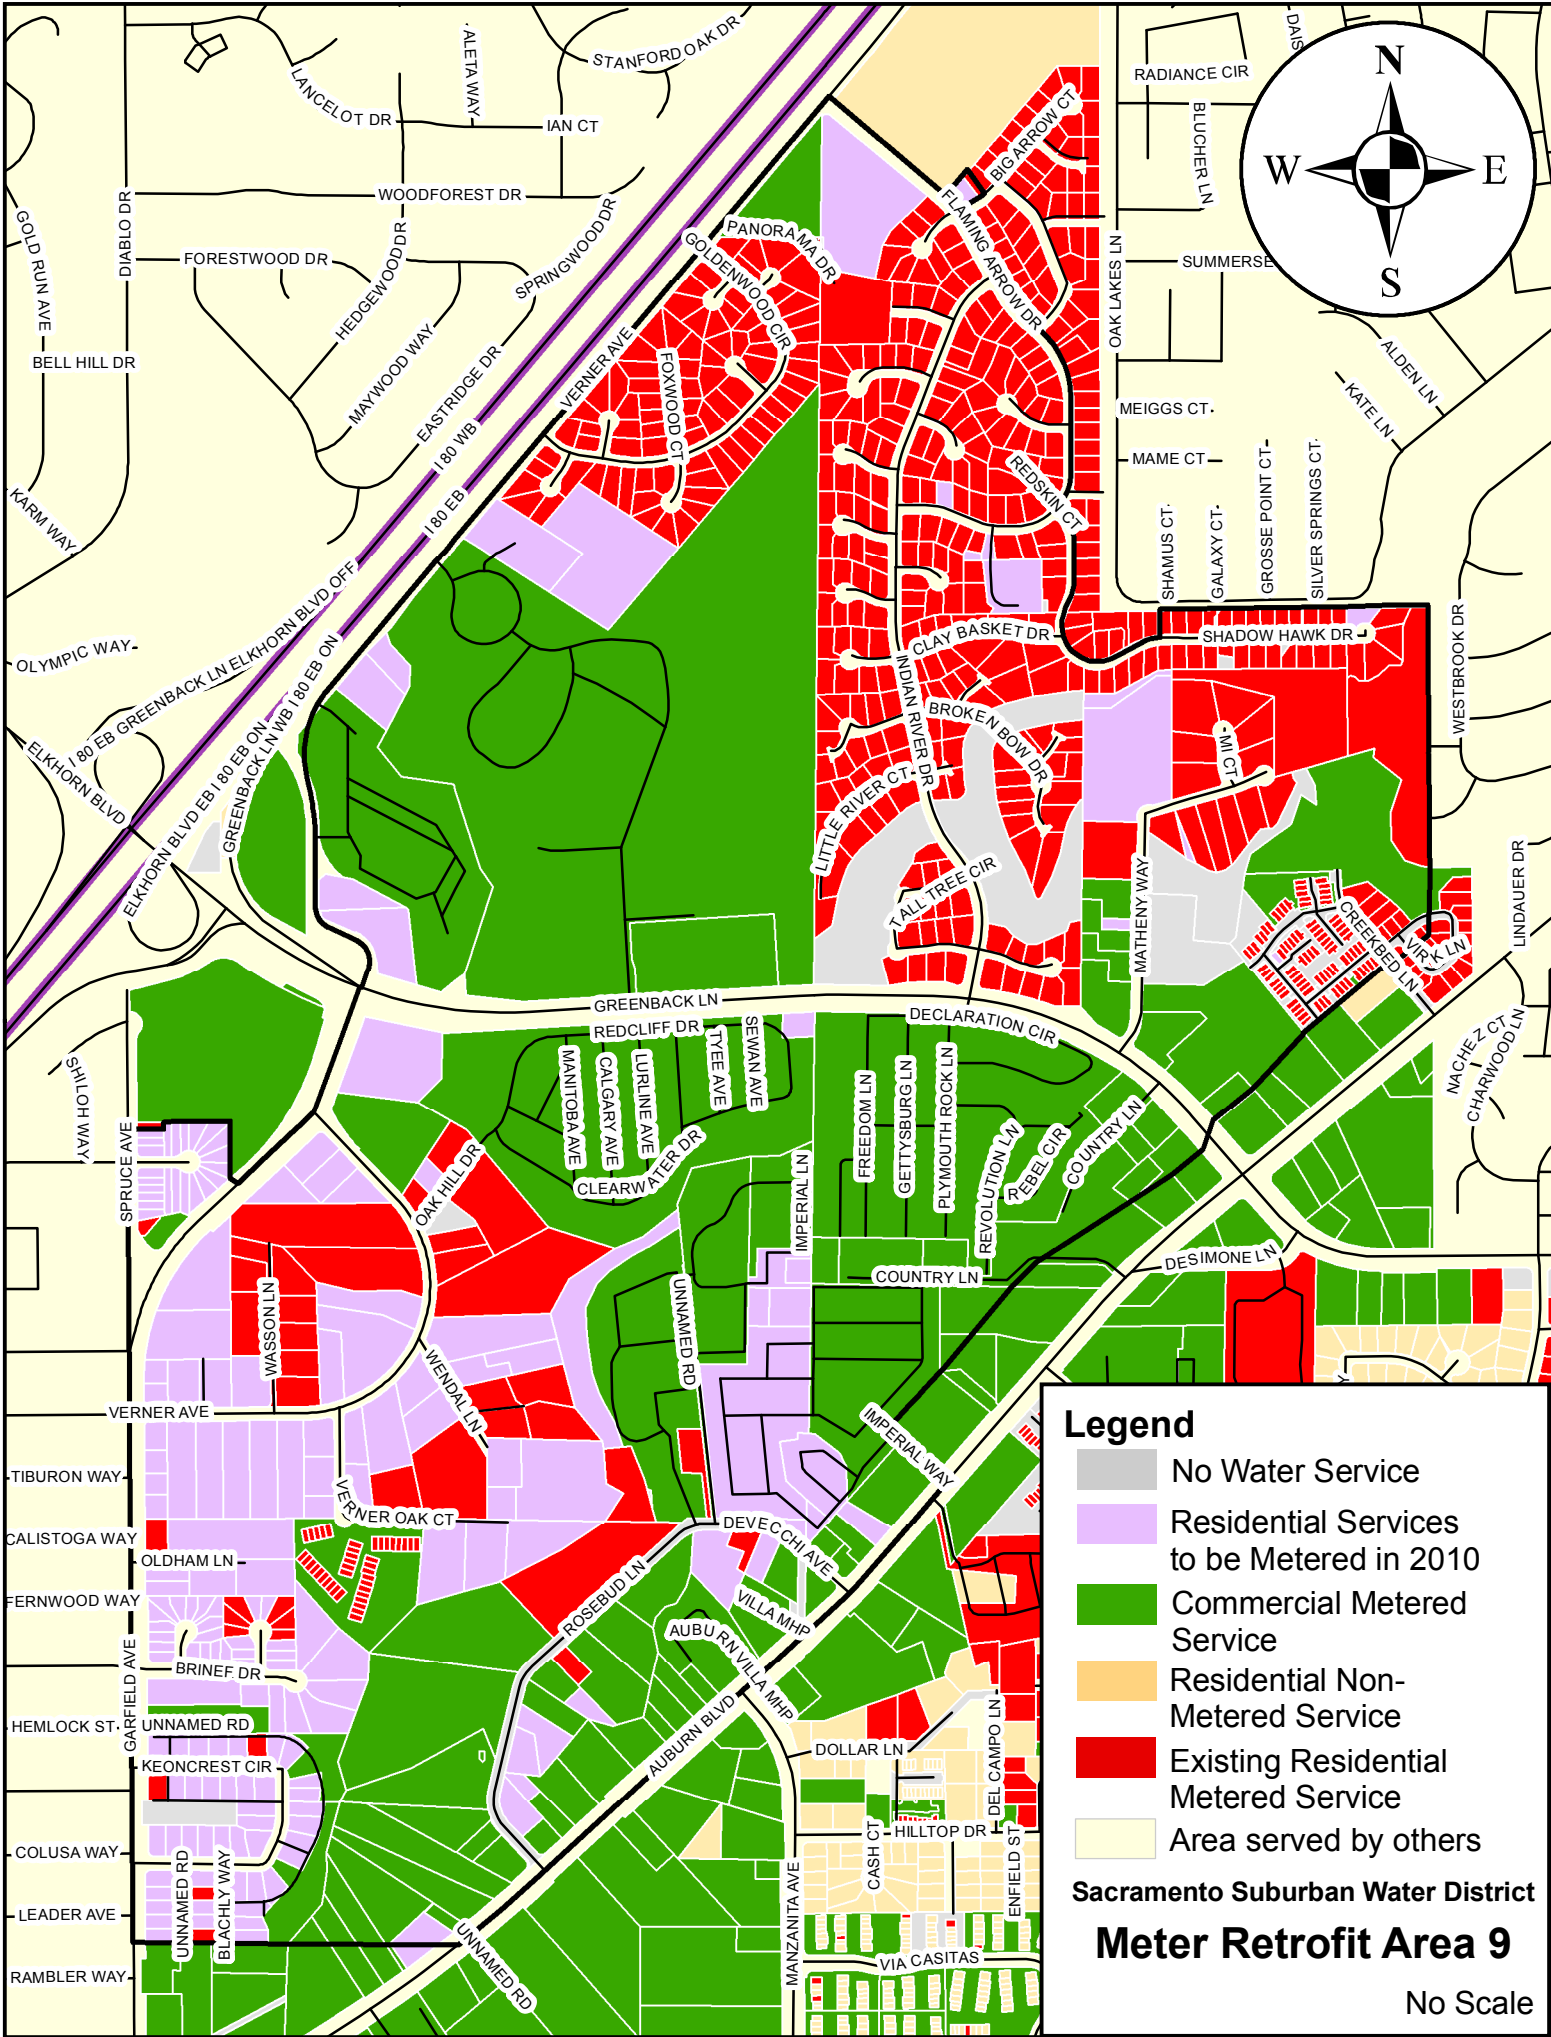 STANFORD OAK DR
ALETA WAY
LANCELOT DR
IAN CT
DAIS
RADIANCE CIR
BLUCHER LN
N
W
E
S
BIG ARROW CT
WOODFOREST DR
DIABLO DR
GOLD RUN AVE
FORESTWOOD DR
HEDGEWOOD DR
SPRINGWOOD DR
PANORAMA DR
GOLDENWOOD CIR
FLAMING ARROW DR
OAK LAKES LN
SUMMERSE
BELL HILL DR
MAYWOOD WAY
EASTRIDGE DR
VERNER AVE
FOXWOOD CT
ALDEN LN
KATE LN
MEIGGS CT
MAME CT
I 80 WB
I 80 EB
KARM WAY
REDSKIN CT
SHAMUS CT
GALAXY CT
GROSSE POINT CT
SILVER SPRINGS CT
OLYMPIC WAY
I 80 EB GREENBACK LN ELKHORN BLVD OFF
GREENBACK LN WB I 80 EB ON
ELKHORN BLVD EB I 80 EB ON
ELKHORN BLVD
CLAY BASKET DR
SHADOW HAWK DR
WESTBROOK DR
INDIAN RIVER DR
BROKEN BOW DR
MI CT
LITTLE RIVER CT
TALL TREE CIR
MATHENY WAY
CREEKBED LN
VIRK LN
LINDAUER DR
GREENBACK LN
DECLARATION CIR
REDCLIFF DR
MANITOBA AVE
CALGARY AVE
LURLINE AVE
TYEE AVE
SEWAN AVE
CLEARWATER DR
FREEDOM LN
GETTYSBURG LN
PLYMOUTH ROCK LN
REVOLUTION LN
REBEL CIR
COUNTRY LN
NACHEZ CT
CHARWOOD LN
SHILOH WAY
SPRUCE AVE
OAK HILL DR
IMPERIAL LN
COUNTRY LN
DESIMONE LN
UNNAMED RD
WASSON LN
WENDAL LN
VERNER AVE
IMPERIAL WAY
TIBURON WAY
VERNER OAK CT
CALISTOGA WAY
OLDHAM LN
DEVECCHI AVE
ROSEBUD LN
VILLA MHP
FERNWOOD WAY
AUBURN VILLA MHP
GARFIELD AVE
BRINEF DR
HEMLOCK ST
UNNAMED RD
KEONCREST CIR
AUBURN BLVD
DOLLAR LN
DEL CAMPO LN
COLUSA WAY
UNNAMED RD
BLACHLY WAY
CASH CT
HILLTOP DR
ENFIELD ST
LEADER AVE
UNNAMED RD
MANZANITA AVE
VIA CASITAS
RAMBLER WAY
Legend
No Water Service
Residential Services
to be Metered in 2010
Commercial Metered
Service
Residential Non-
Metered Service
Existing Residential
Metered Service
Area served by others
Sacramento Suburban Water District
Meter Retrofit Area 9
No Scale